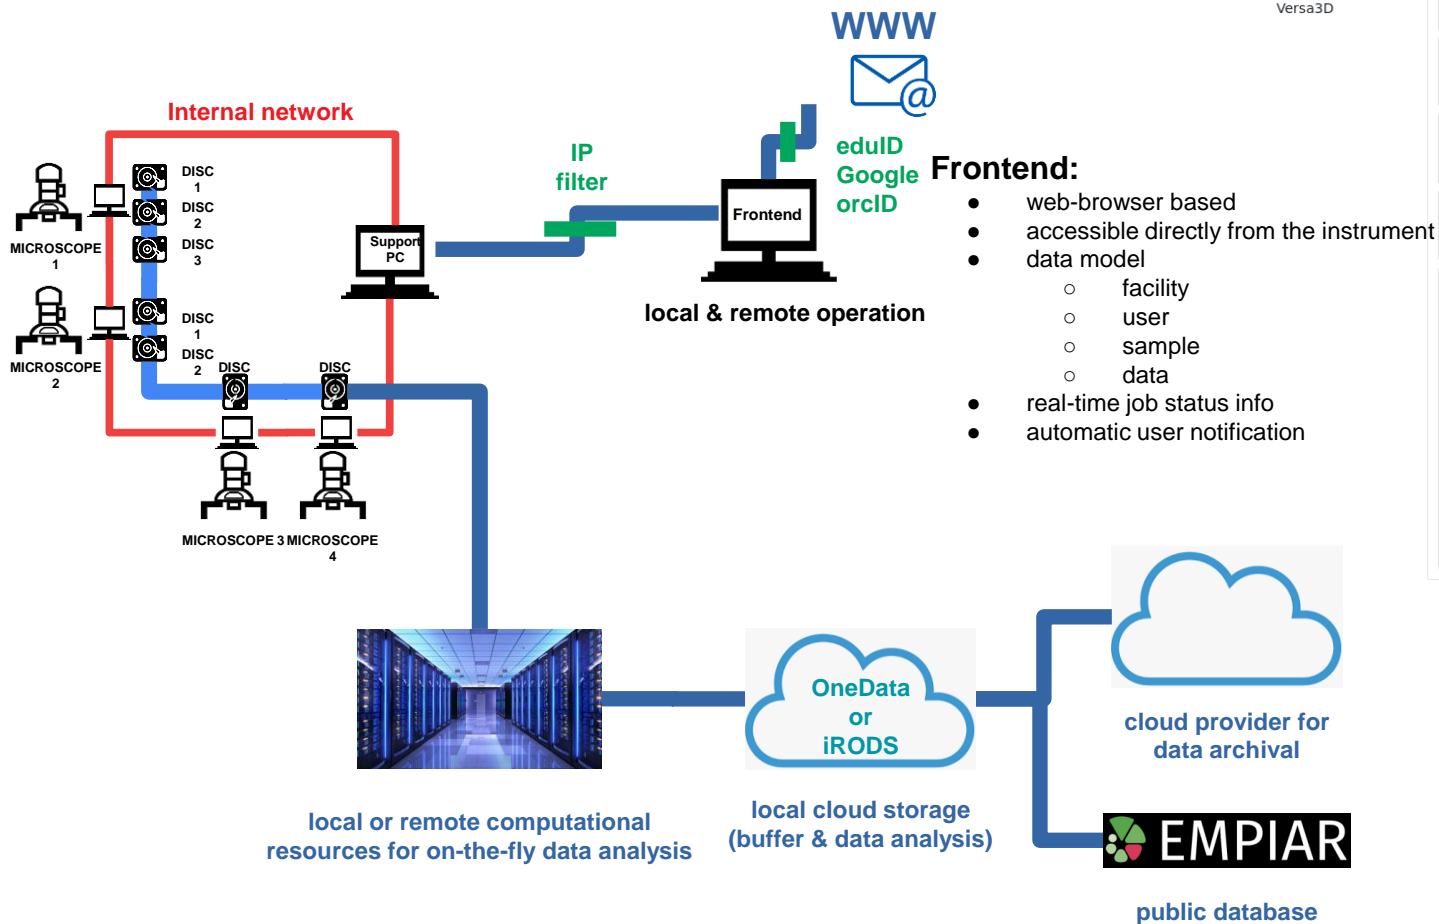 Versa3D
WWW
@
Internal network
IP
filter
eduID
Google
orcID
Frontend
Support
PC
local & remote operation
DISC
1
DISC
2
DISC
3
MICROSCOPE
1
DISC
1
DISC
2
MICROSCOPE
2
DISC
DISC
MICROSCOPE 3
MICROSCOPE
4
Frontend:
● web-browser based
● accessible directly from the instrument
● data model
○ facility
○ user
○ sample
○ data
● real-time job status info
● automatic user notification
OneData
or
iRODS
local or remote computational
resources for on-the-fly data analysis
local cloud storage
(buffer & data analysis)
cloud provider for
data archival
EMPIAR
public database